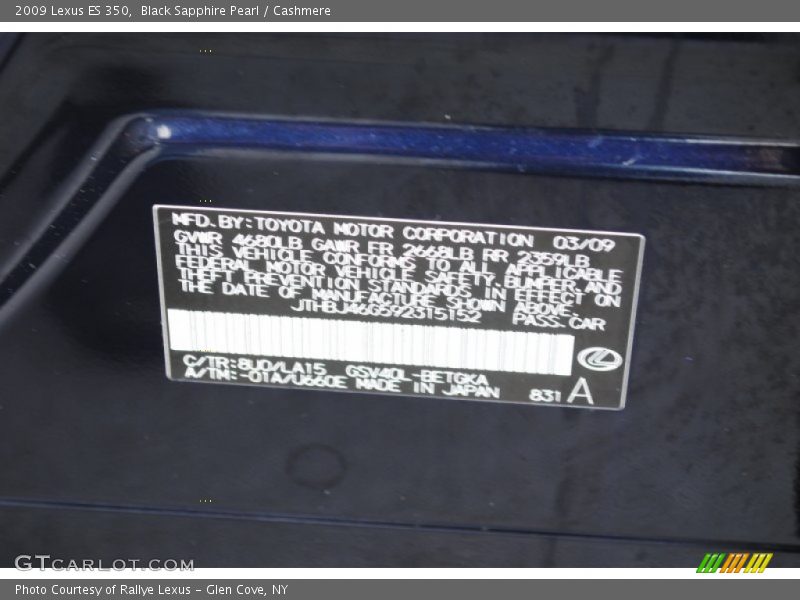 2009 Lexus ES 350, Black Sapphire Pearl / Cashmere
MFD. BY: TOYOTA MOTOR CORPORATION 03/09
GVWR 4680LB GAWR FR 2668LB RR 2359LB
THIS VEHICLE CONFORMS TO ALL APPLICABLE
FEDERAL MOTOR VEHICLE SAFETY, BUMPER, AND
THEFT PREVENTION STANDARDS IN EFFECT ON
THE DATE OF MANUFACTURE SHOWN ABOVE.
JTHBJ46G592315152 PASS. CAR
C/TR: 8U0/LA15 GSV40L-BETGKA
A/TM: -01A/U660E MADE IN JAPAN 831 A
GTCARLOT.COM
Photo Courtesy of Rallye Lexus - Glen Cove, NY